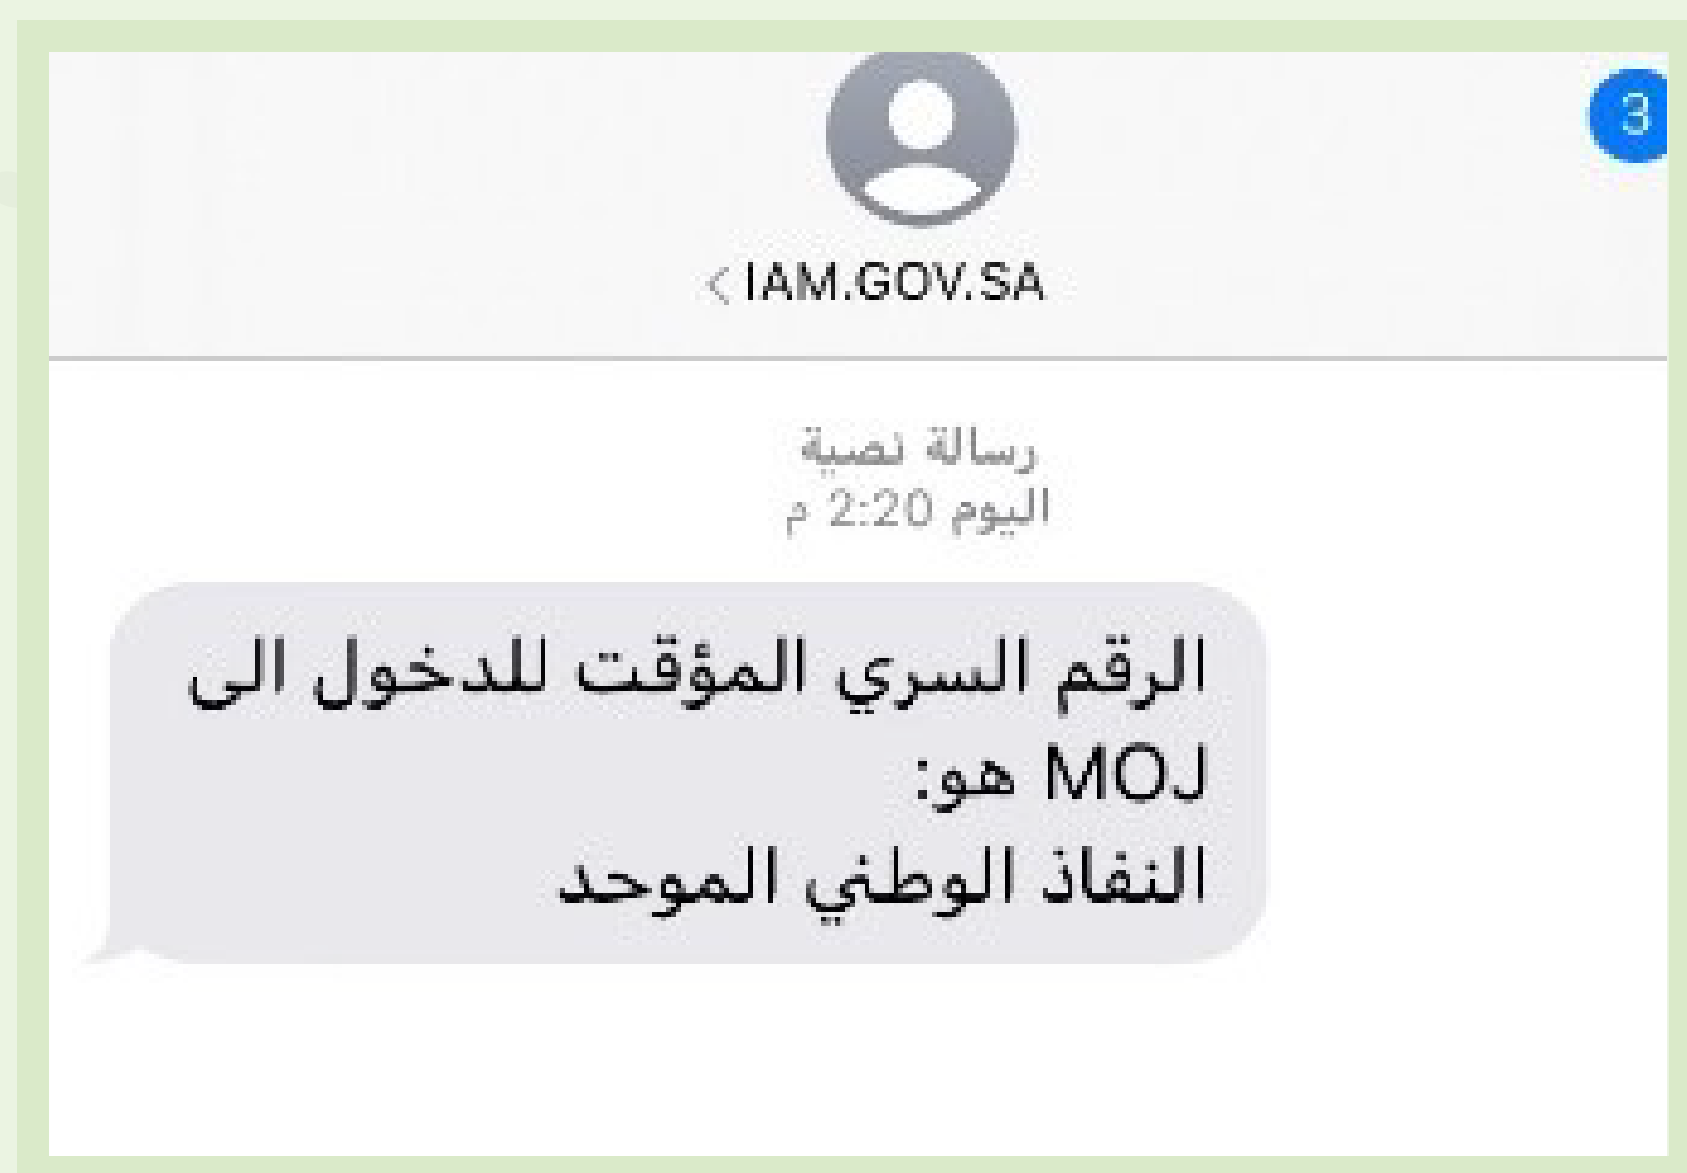 3
IAM.GOV.SA >
رسالة نصية
اليوم 2:20 م
الرقم السري المؤقت للدخول الى
MOJ هو:
النفاذ الوطني الموحد